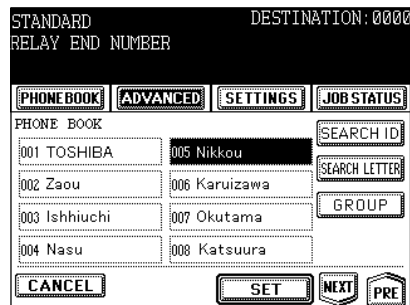 STANDARD DESTINATION:0000
RELAY END NUMBER
PHONE BOOK ADVANCED SETTINGS JOB STATUS
PHONE BOOK
SEARCH ID
001 TOSHIBA 005 Nikkou
SEARCH LETTER
002 Zaou 006 Karuizawa
GROUP
003 Ishhiuchi 007 Okutama
004 Nasu 008 Katsuura
CANCEL SET NEXT PRE